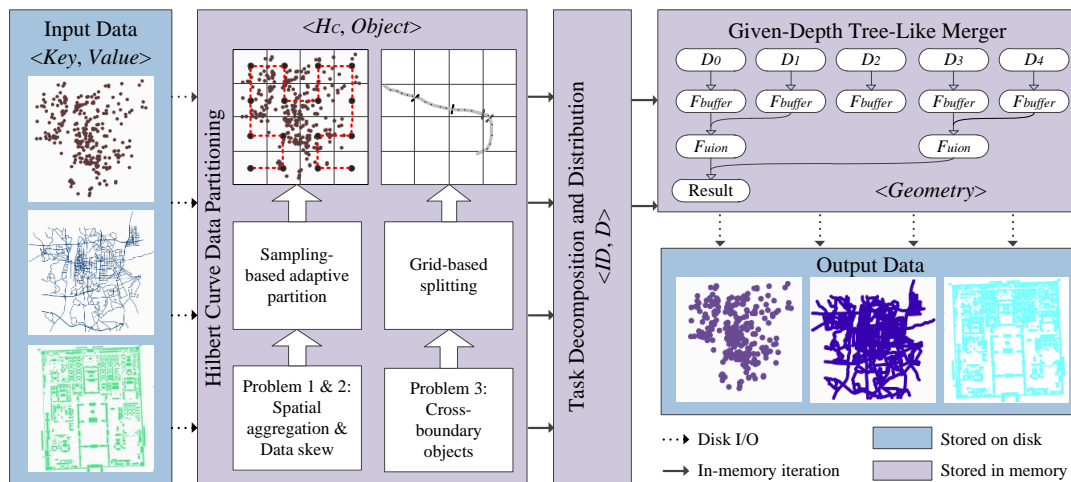 Input Data
<Key, Value>
Hilbert Curve Data Partitioning
<Hc, Object>
Sampling-
based adaptive
partition
Grid-based
splitting
Problem 1 & 2:
Spatial
aggregation &
Data skew
Problem 3:
Cross-
boundary
objects
Task Decomposition and Distribution
<ID, D>
Given-Depth Tree-Like Merger
D0 D1 D2 D3 D4
Fbuffer Fbuffer Fbuffer Fbuffer Fbuffer
Fuion Fuion
Result
<Geometry>
Output Data
Disk I/O
Stored on disk
In-memory iteration
Stored in memory